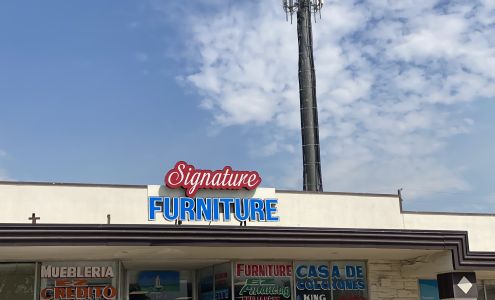 Signature
FURNITURE
MUEBLERIA
CREDITO
FURNITURE
CASA DE
COLCHONES
KING